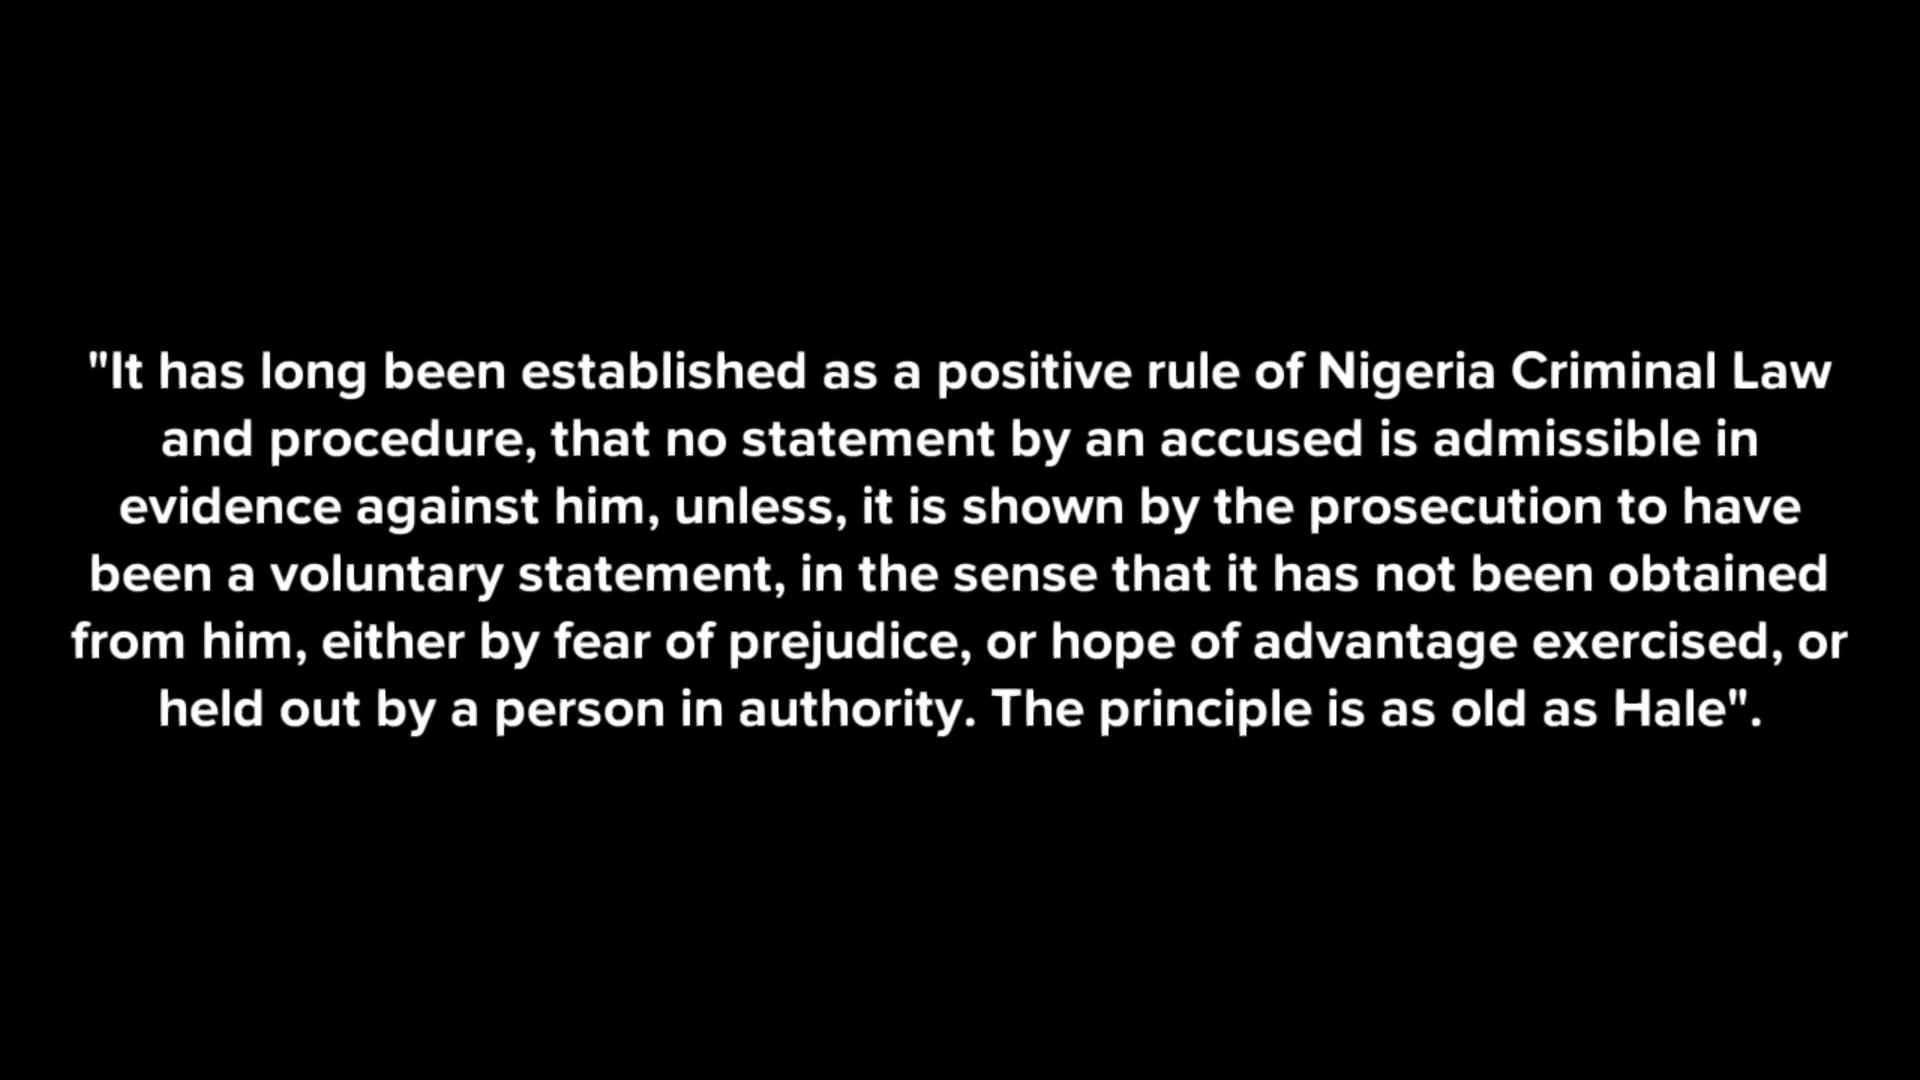 "It has long been established as a positive rule of Nigeria Criminal Law
and procedure, that no statement by an accused is admissible in
evidence against him, unless, it is shown by the prosecution to have
been a voluntary statement, in the sense that it has not been obtained
from him, either by fear of prejudice, or hope of advantage exercised, or
held out by a person in authority. The principle is as old as Hale".